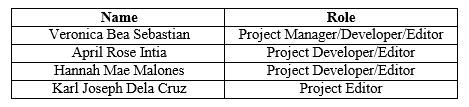 Name Role
Veronica Bea Sebastian Project Manager/Developer/Editor
April Rose Intia Project Developer/Editor
Hannah Mae Malones Project Developer/Editor
Karl Joseph Dela Cruz Project Editor